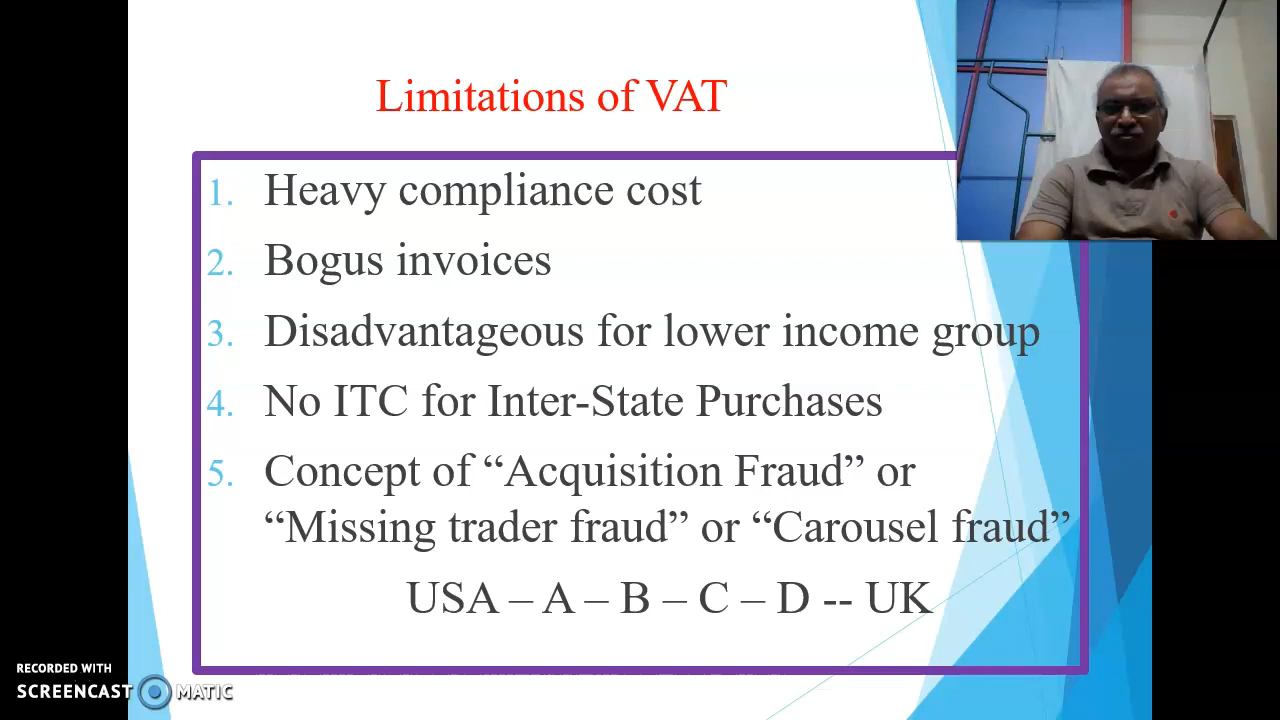 Limitations of VAT
1. Heavy compliance cost
2. Bogus invoices
3. Disadvantageous for lower income group
4. No ITC for Inter-State Purchases
5. Concept of “Acquisition Fraud” or
“Missing trader fraud” or “Carousel fraud”
USA – A – B – C – D -- UK
RECORDED WITH
SCREENCAST MATIC